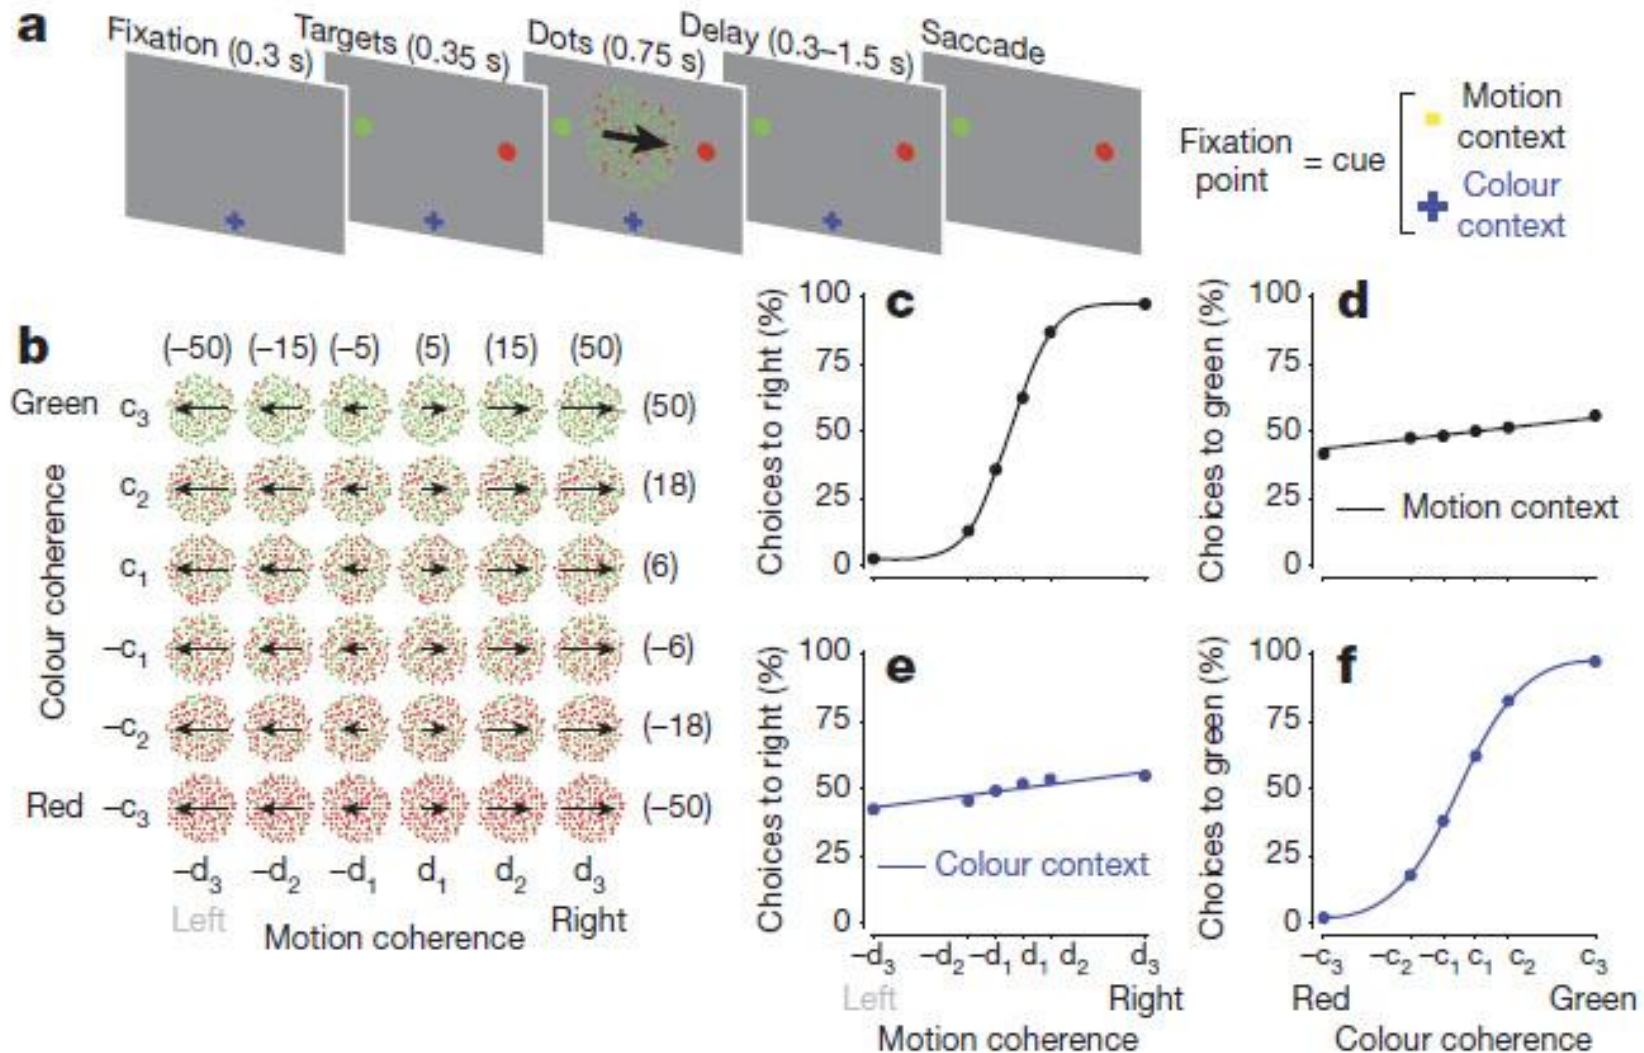 a
Fixation (0.3 s)
Targets (0.35 s)
Dots (0.75 s)
Delay (0.3–1.5 s)
Saccade
Fixation
point
= cue
Motion
context
Colour
context
b
(–50) (–15) (–5) (5) (15) (50)
Green c3 (50)
c2 (18)
c1 (6)
–c1 (–6)
–c2 (–18)
Red –c3 (–50)
Colour coherence
–d3 –d2 –d1 d1 d2 d3
Left Right
Motion coherence
c
Choices to right (%)
100
75
50
25
0
d
Choices to green (%)
100
75
50
25
0
Motion context
e
Choices to right (%)
100
75
50
25
0
Colour context
–d3 –d2 –d1 d1 d2 d3
Left Right
Motion coherence
f
Choices to green (%)
100
75
50
25
0
–c3 –c2 –c1 c1 c2 c3
Red Green
Colour coherence